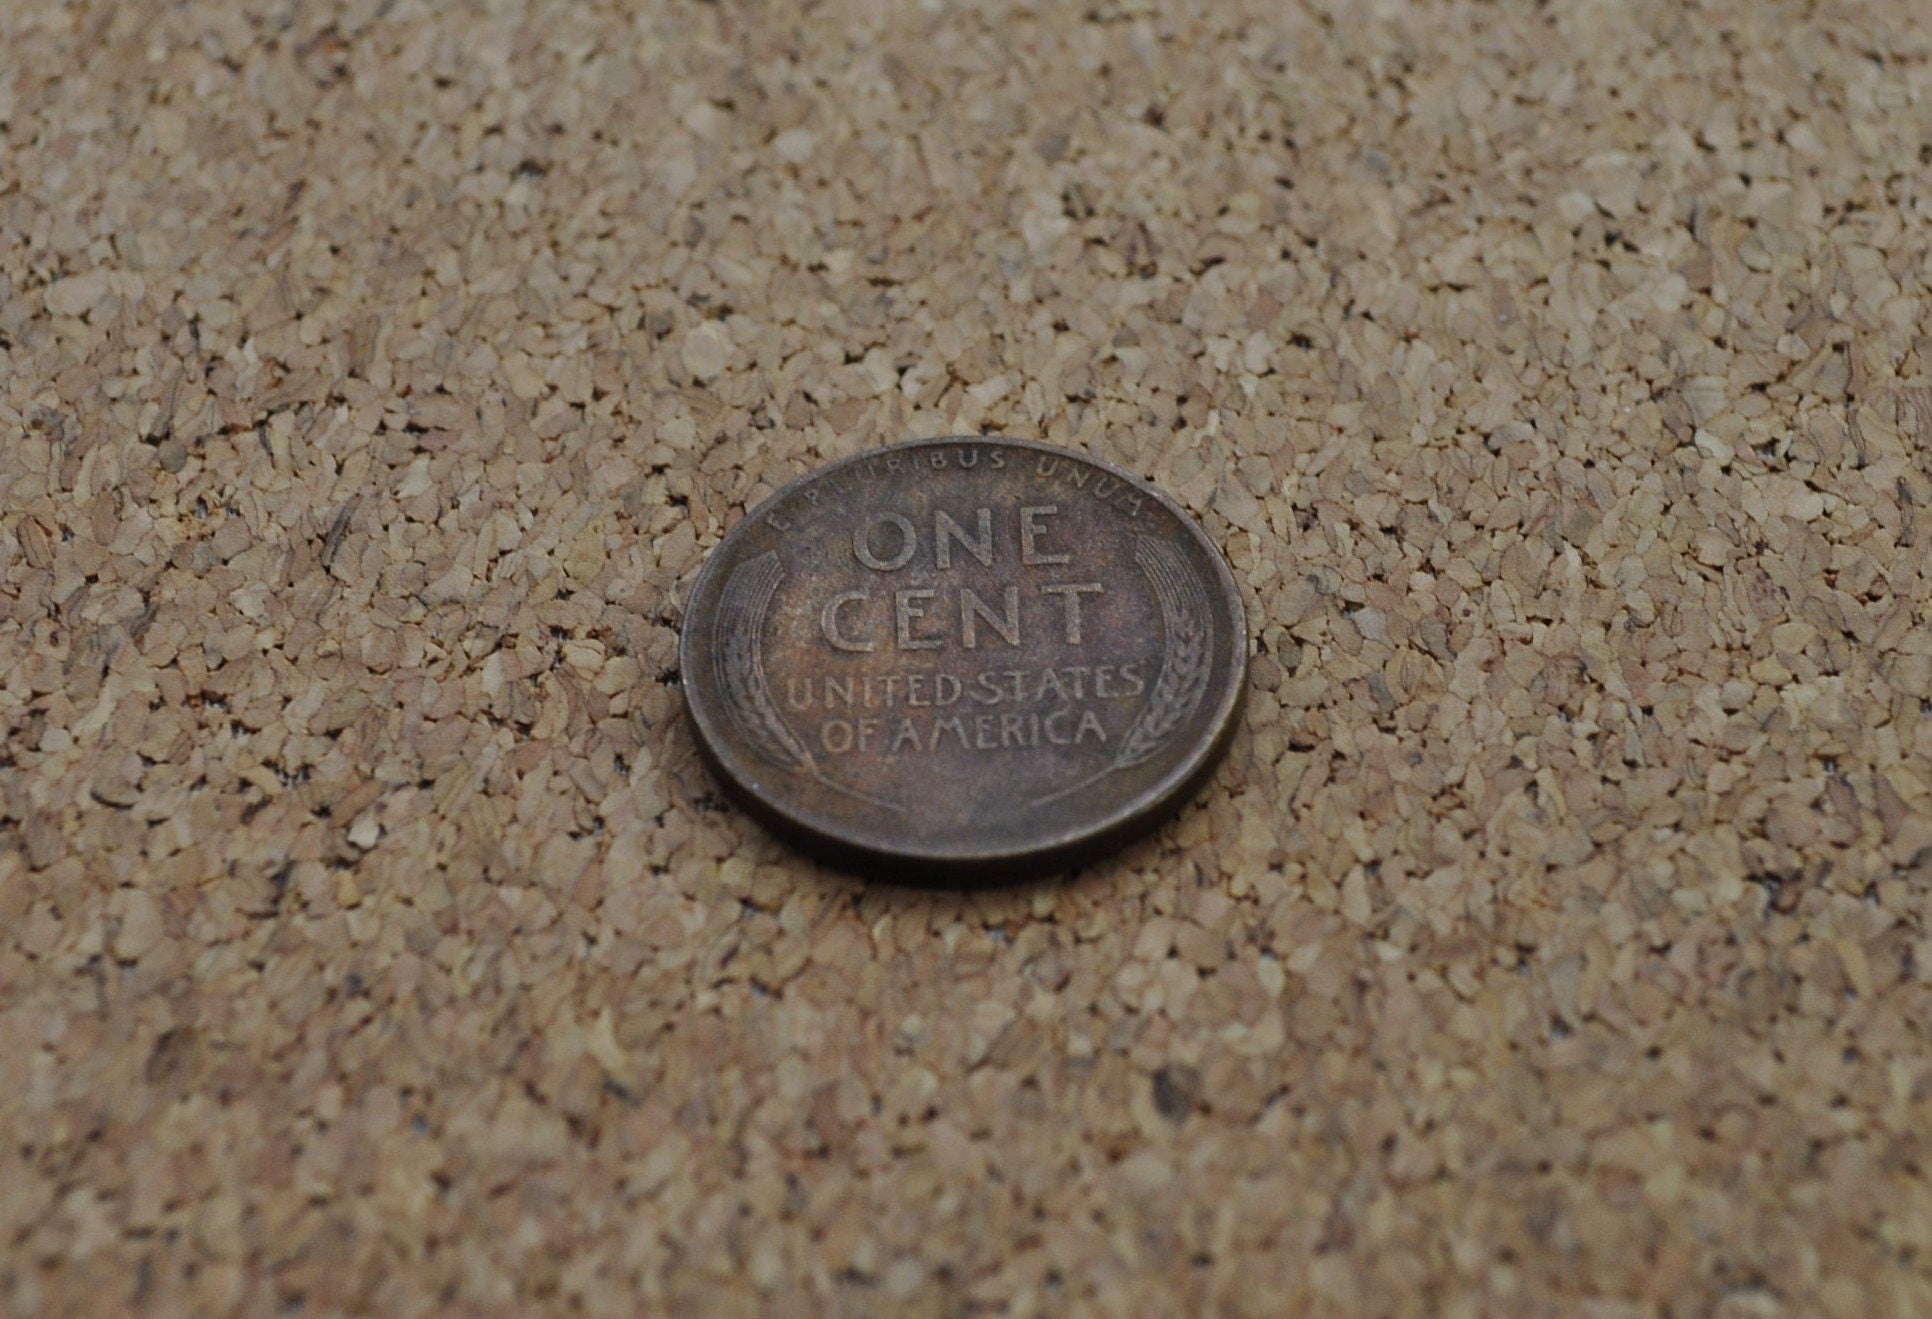 E PLURIBUS UNUM
ONE
CENT
UNITED STATES
OF AMERICA